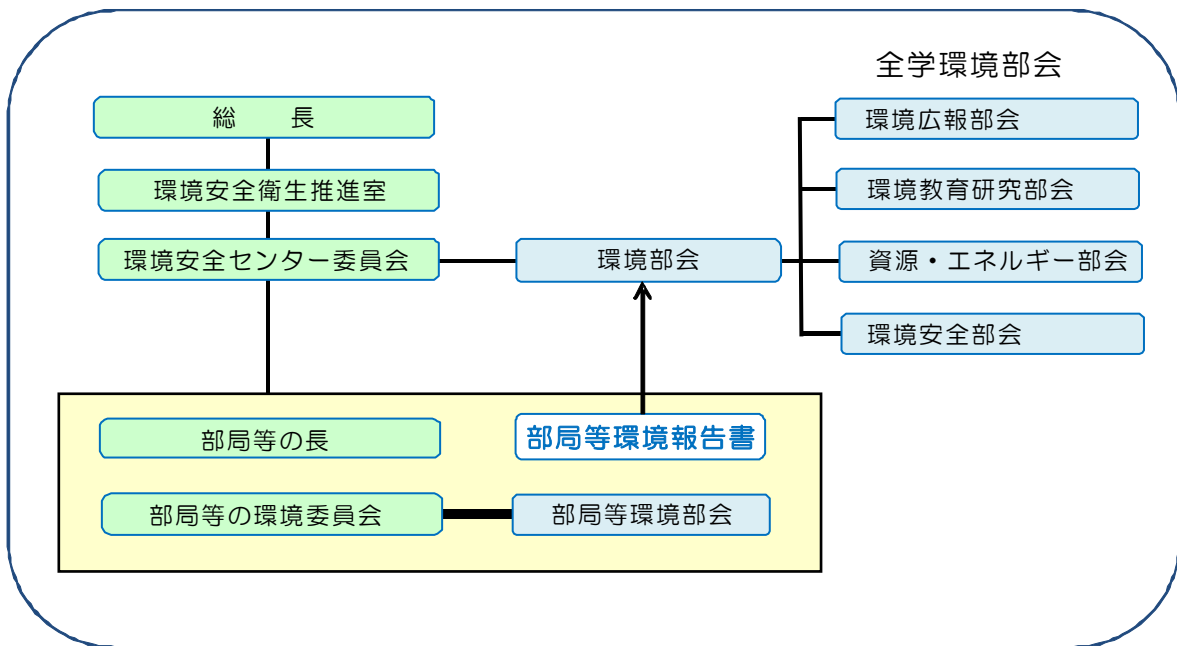 全学環境部会
総　　長
環境広報部会
環境安全衛生推進室
環境教育研究部会
環境安全センター委員会
環境部会
資源・エネルギー部会
環境安全部会
部局等の長
部局等環境報告書
部局等の環境委員会
部局等環境部会